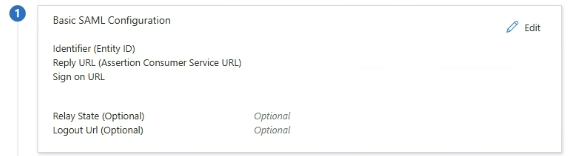 1
Basic SAML Configuration
Edit
Identifier (Entity ID)
Reply URL (Assertion Consumer Service URL)
Sign on URL
Relay State (Optional) Optional
Logout Url (Optional) Optional